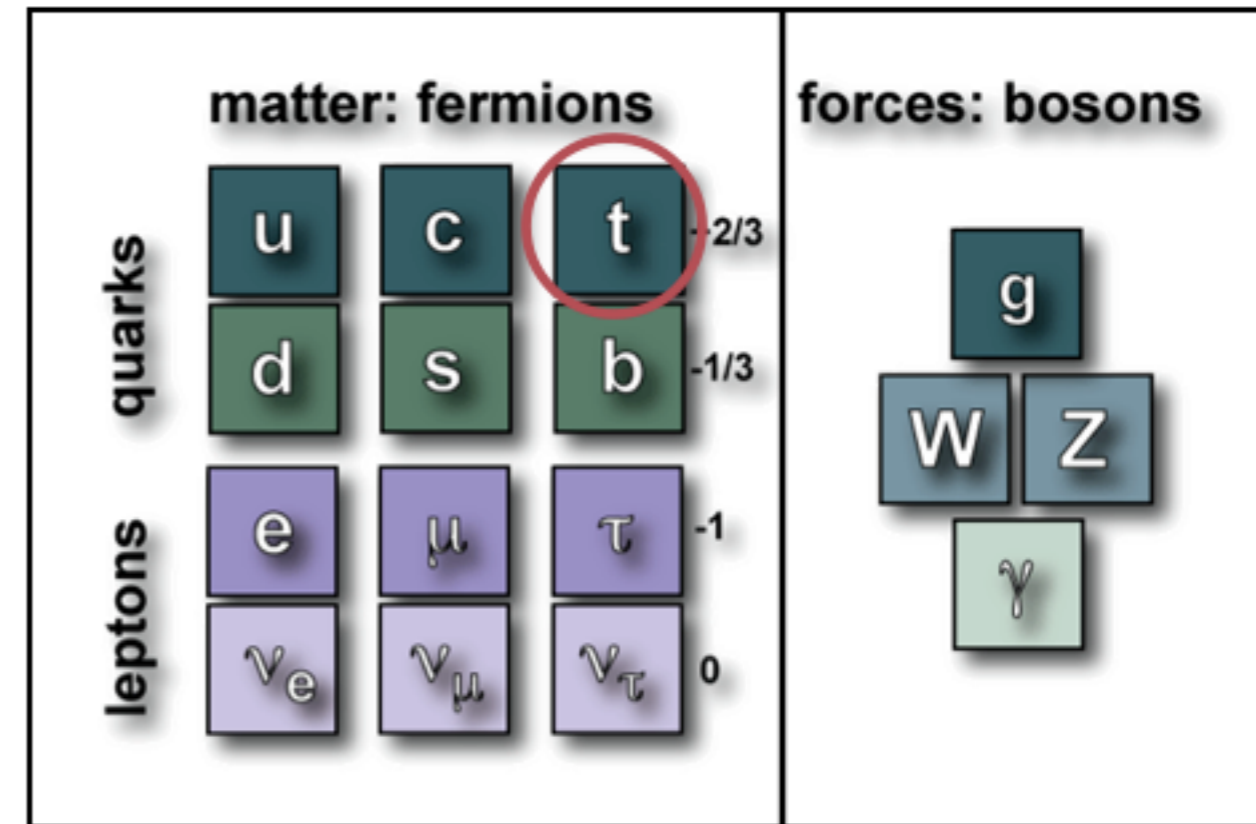 matter: fermions
forces: bosons
quarks
u c t +2/3
d s b -1/3
leptons
e μ τ -1
νe νμ ντ 0
g
W Z
γ